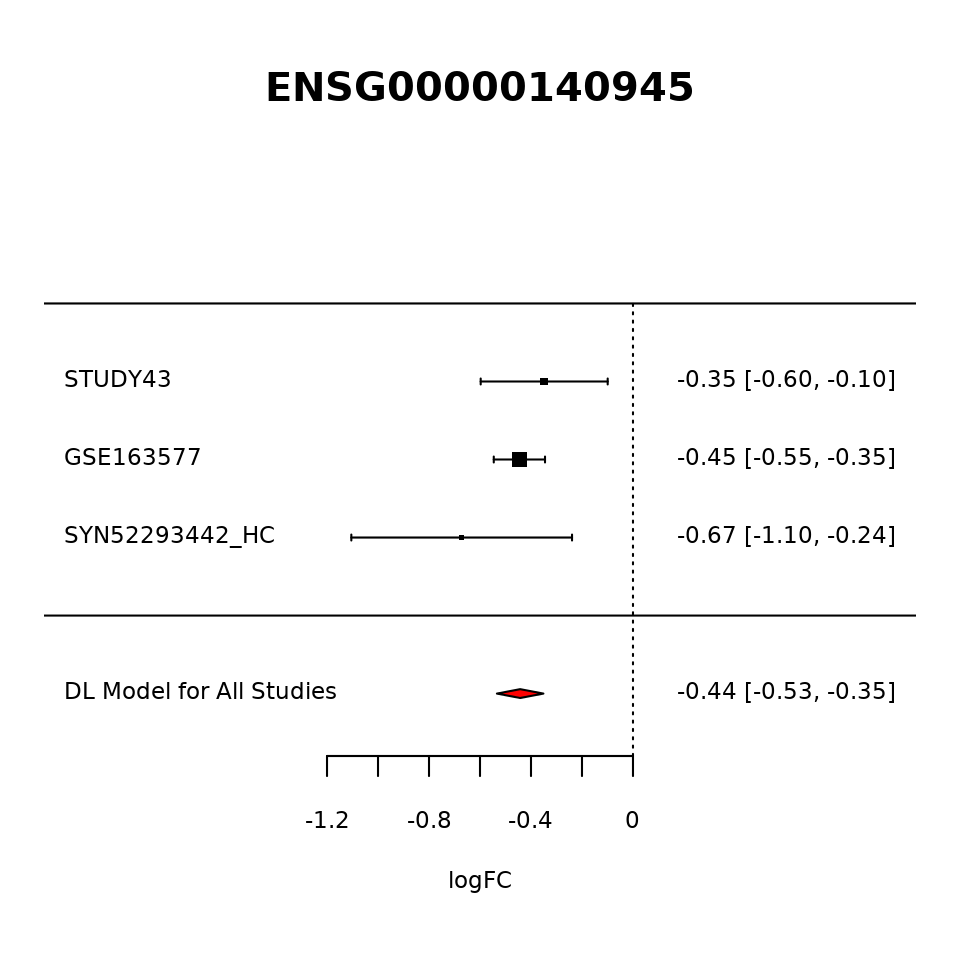 ENSG00000140945
STUDY43 -0.35 [-0.60, -0.10]
GSE163577 -0.45 [-0.55, -0.35]
SYN52293442_HC -0.67 [-1.10, -0.24]
DL Model for All Studies -0.44 [-0.53, -0.35]
-1.2 -0.8 -0.4 0
logFC